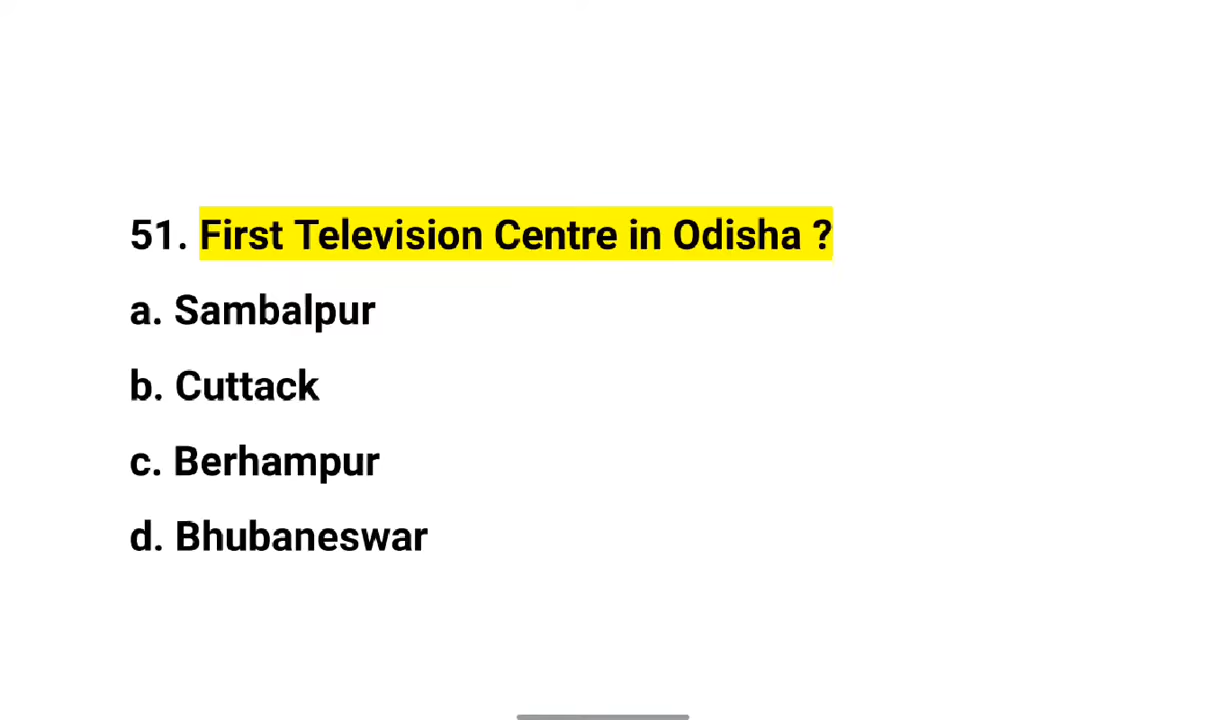 51. First Television Centre in Odisha ?
a. Sambalpur
b. Cuttack
c. Berhampur
d. Bhubaneswar